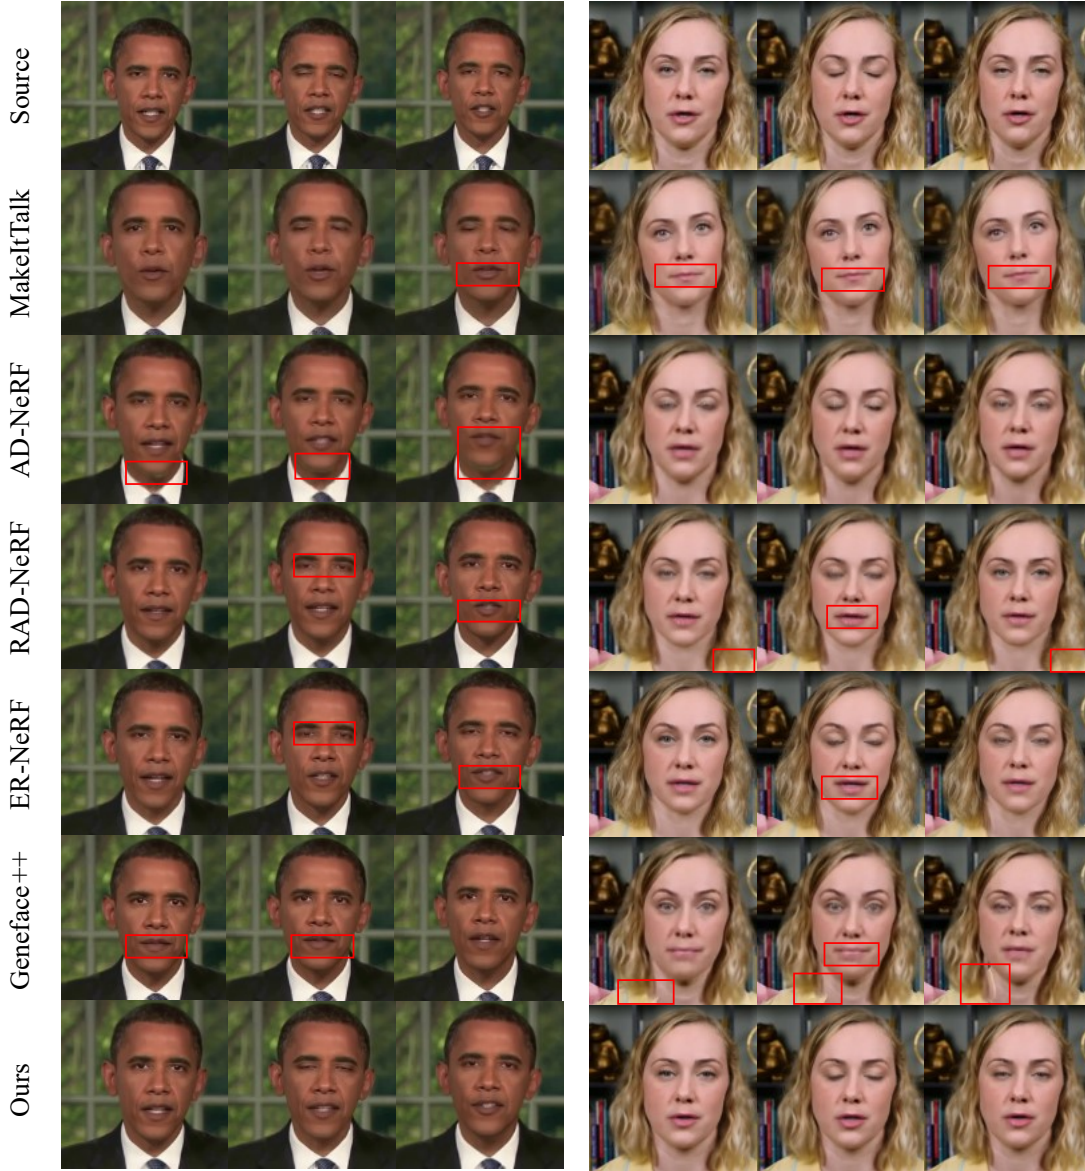 Source
MakeItTalk
AD-NeRF
RAD-NeRF
ER-NeRF
Geneface++
Ours